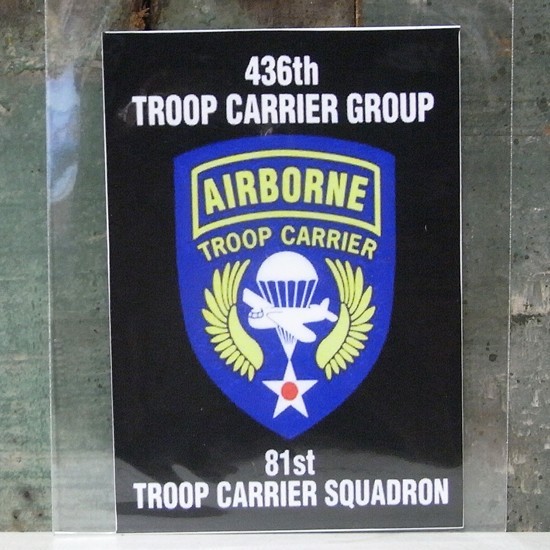 436th
TROOP CARRIER GROUP
AIRBORNE
TROOP CARRIER
81st
TROOP CARRIER SQUADRON